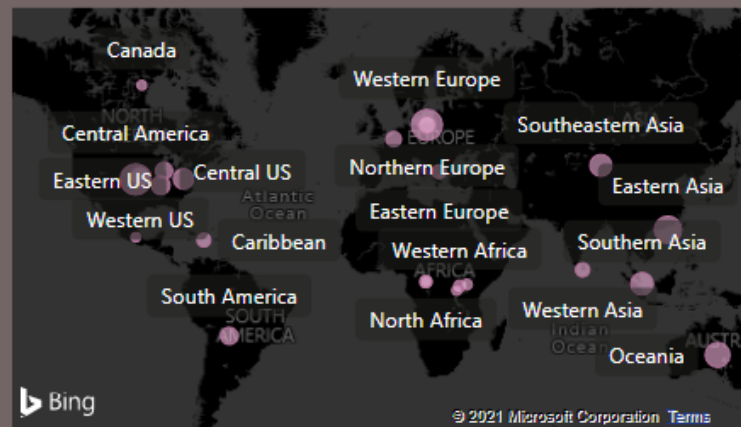 Canada
Western Europe
NORTH
Central America
Southeastern Asia
EUROPE
Eastern US
Central US
Northern Europe
Eastern Asia
Atlantic
Ocean
Western US
Eastern Europe
Caribbean
Western Africa
Southern Asia
AFRICA
South America
Western Asia
North Africa
SOUTH
AMERICA
Indian
Ocean
AUSTR
Oceania
Bing
© 2021 Microsoft Corporation Terms